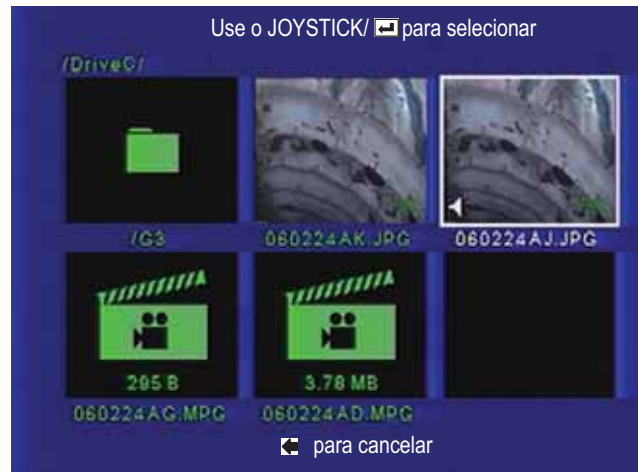 Use o JOYSTICK/ para selecionar
/DriveC/
/G3
060224AK.JPG
060224AJ.JPG
295 B
3.78 MB
060224AG.MPG
060224AD.MPG
para cancelar